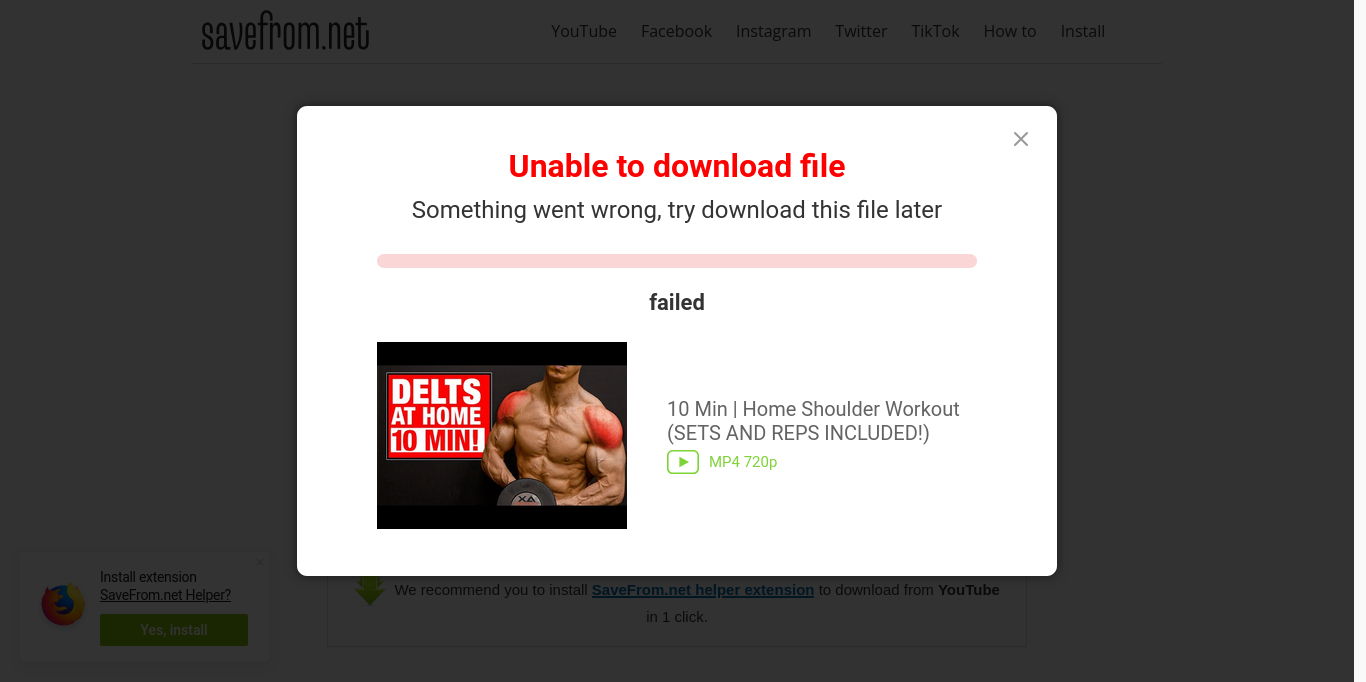 savefrom.net
YouTube Facebook Instagram Twitter TikTok How to Install
Unable to download file
Something went wrong, try download this file later
failed
DELTS
AT HOME
10 MIN!
XA
10 Min | Home Shoulder Workout
(SETS AND REPS INCLUDED!)
MP4 720p
We recommend you to install SaveFrom.net helper extension to download from YouTube
in 1 click.
Install extension
SaveFrom.net Helper?
Yes, install